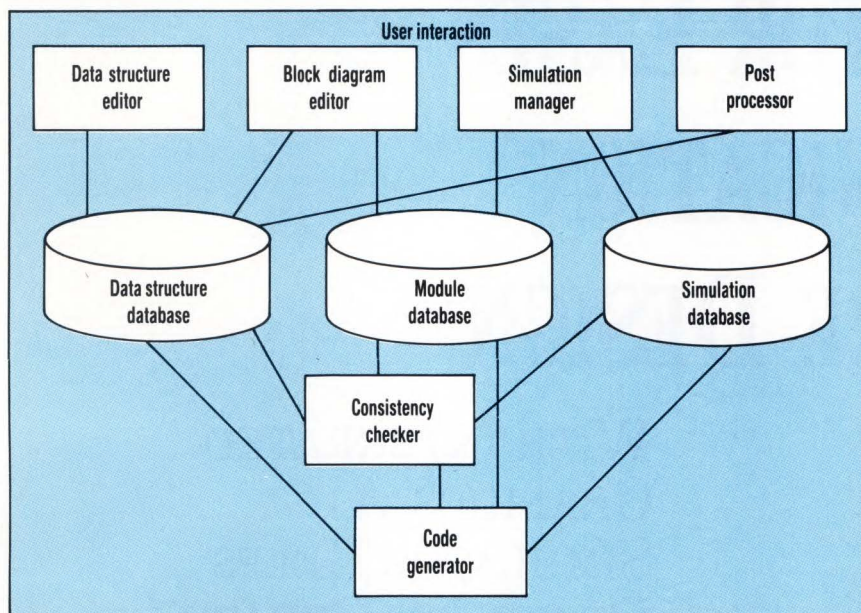 User interaction
Data structure
editor
Block diagram
editor
Simulation
manager
Post
processor
Data structure
database
Module
database
Simulation
database
Consistency
checker
Code
generator